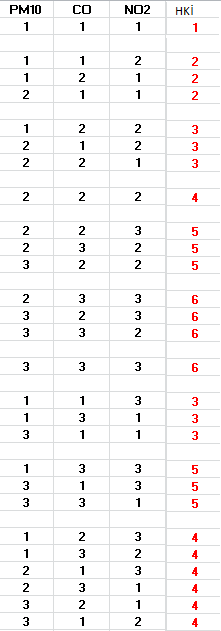 PM10 CO NO2 HKİ
1 1 1 1
1 1 2 2
1 2 1 2
2 1 1 2
1 2 2 3
2 1 2 3
2 2 1 3
2 2 2 4
2 2 3 5
2 3 2 5
3 2 2 5
2 3 3 6
3 2 3 6
3 3 2 6
3 3 3 6
1 1 3 3
1 3 1 3
3 1 1 3
1 3 3 5
3 1 3 5
3 3 1 5
1 2 3 4
1 3 2 4
2 1 3 4
2 3 1 4
3 2 1 4
3 1 2 4